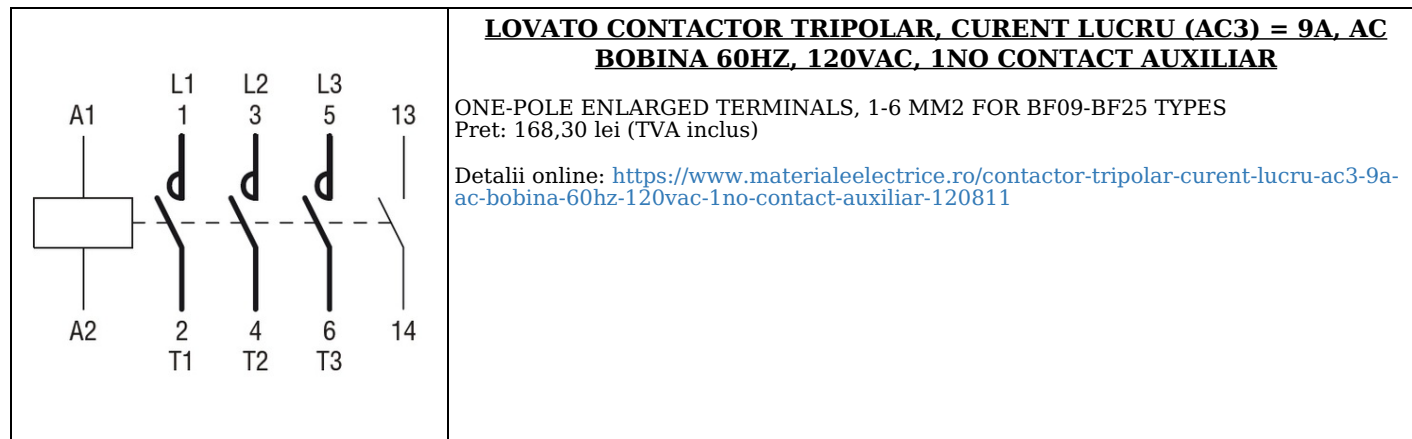 L1 L2 L3
A1 1 3 5 13
A2 2 4 6 14
T1 T2 T3
LOVATO CONTACTOR TRIPOLAR, CURENT LUCRU (AC3) = 9A, AC
BOBINA 60HZ, 120VAC, 1NO CONTACT AUXILIAR
ONE-POLE ENLARGED TERMINALS, 1-6 MM2 FOR BF09-BF25 TYPES
Pret: 168,30 lei (TVA inclus)
Detalii online: https://www.materialeelectrice.ro/contactor-tripolar-curent-lucru-ac3-9a-
ac-bobina-60hz-120vac-1no-contact-auxiliar-120811